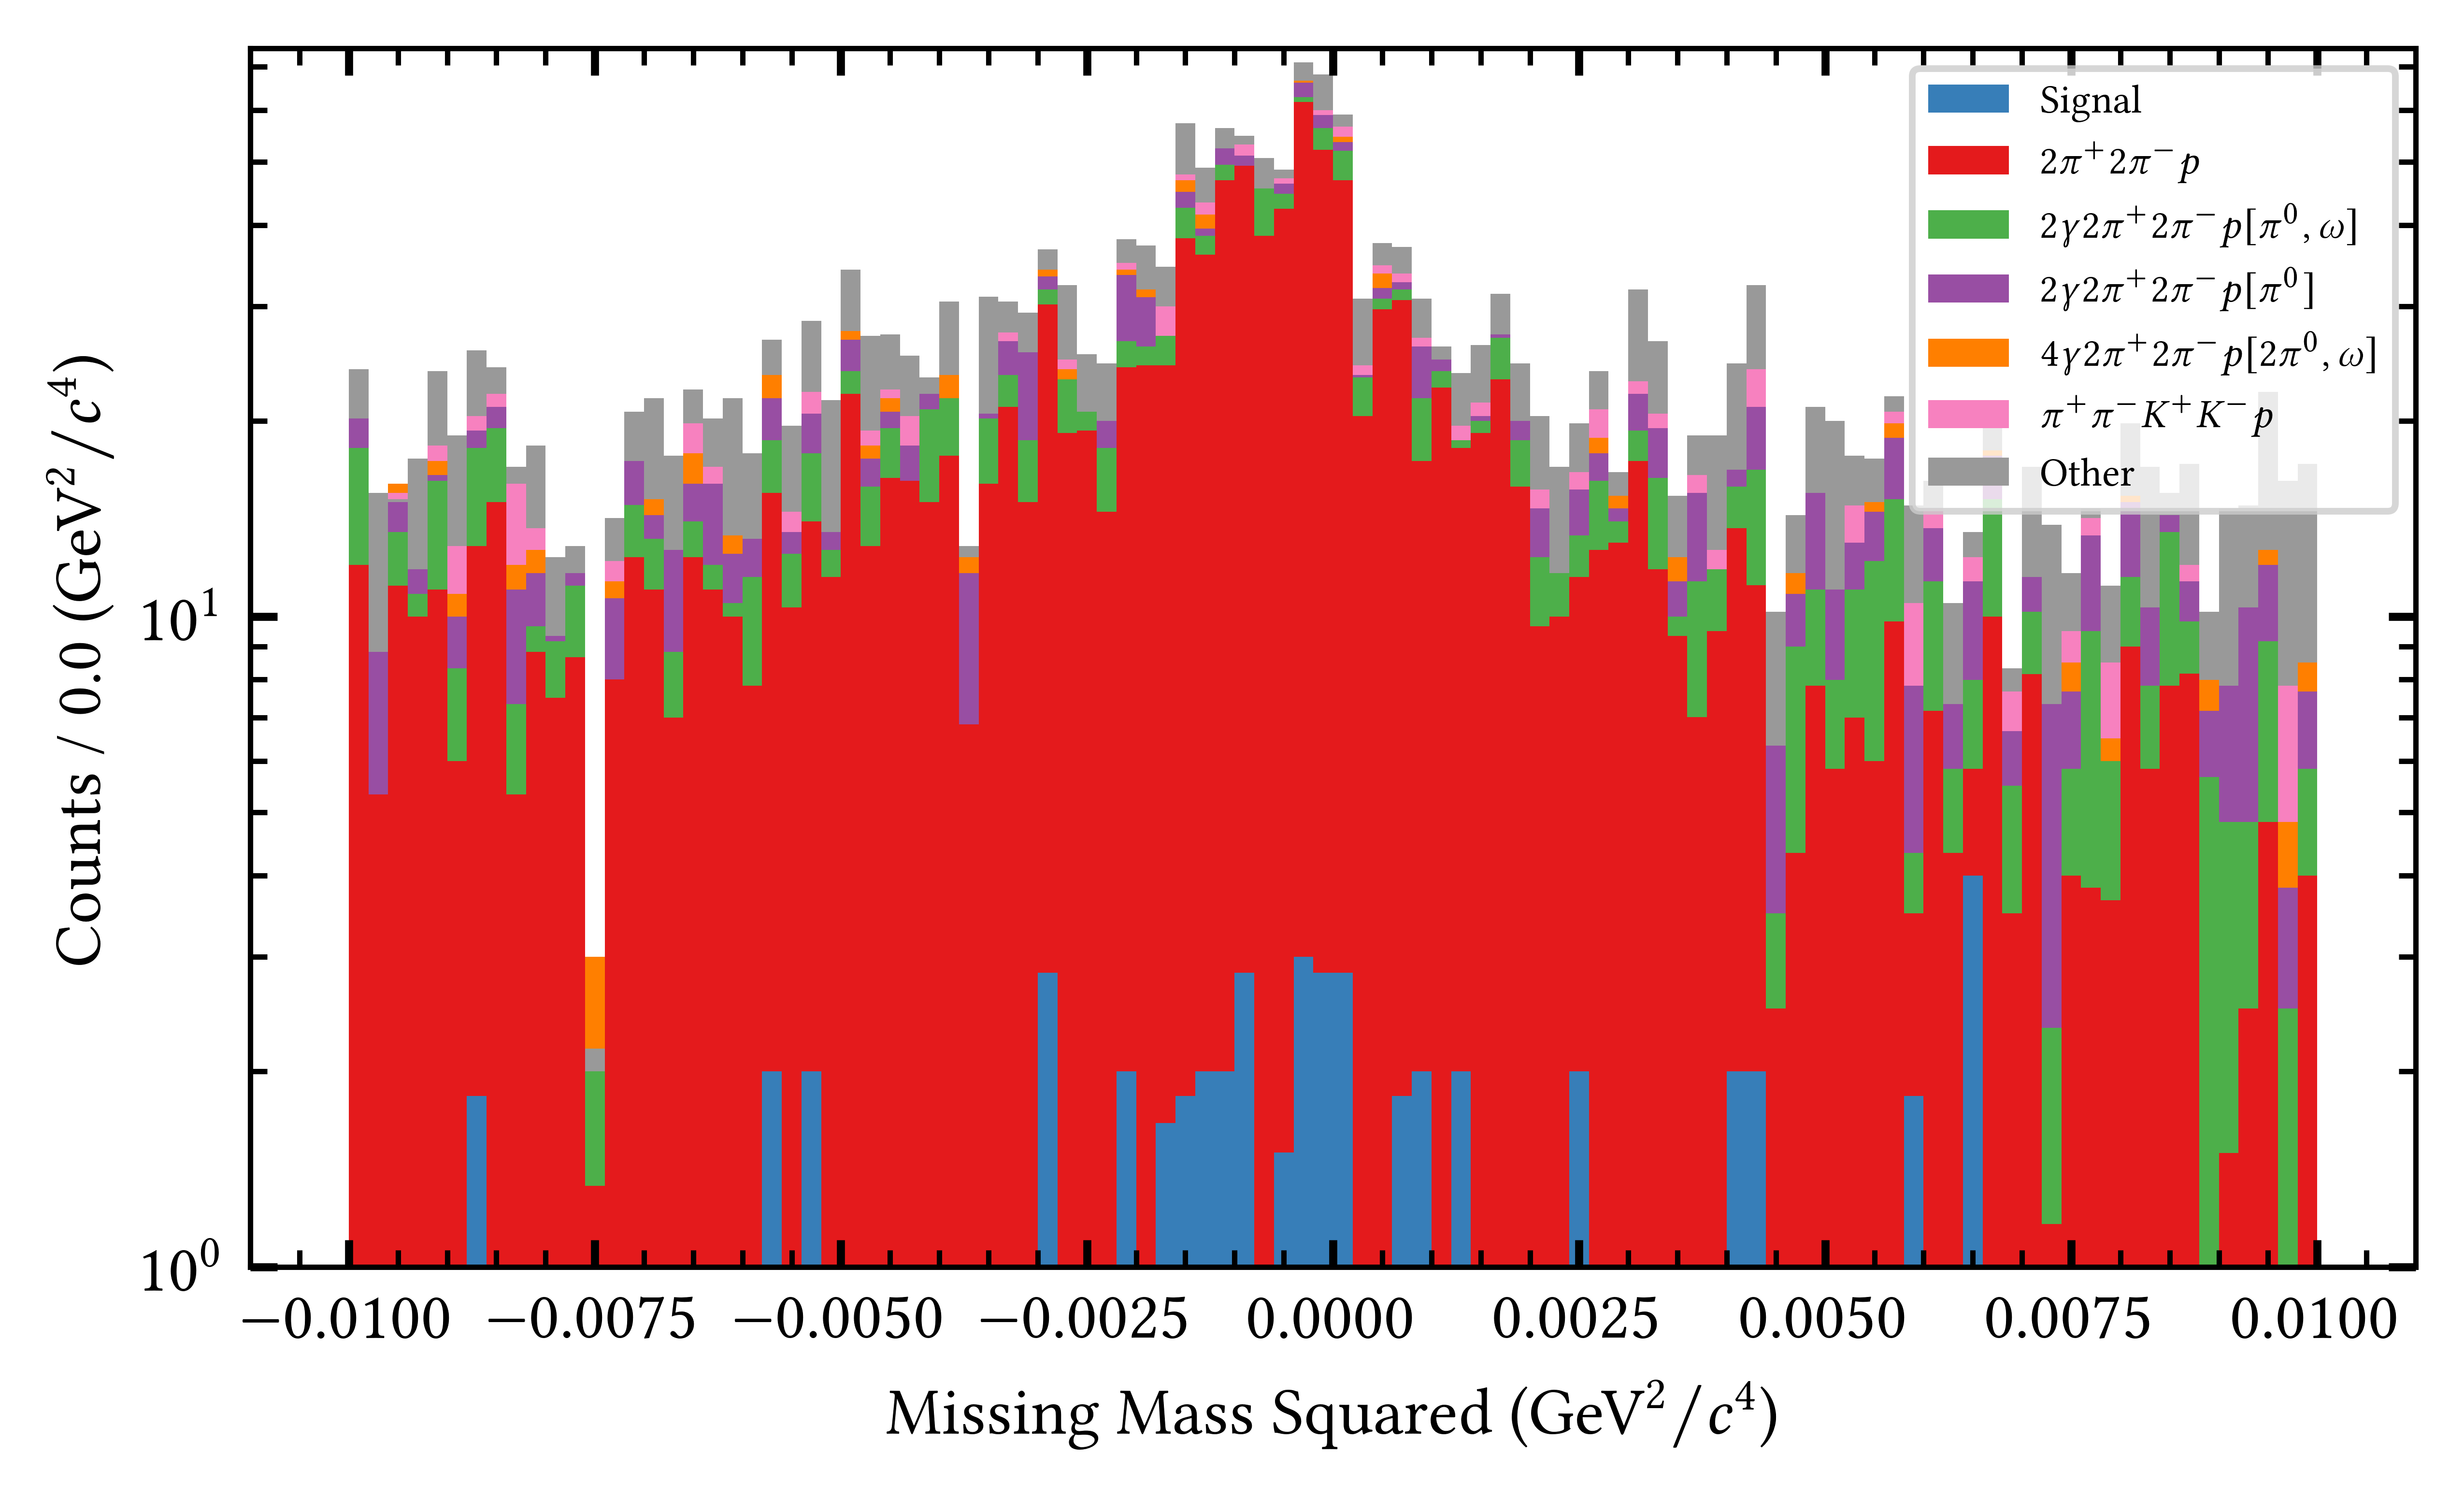 Counts / 0.0 (GeV²/c⁴)
10¹
10⁰
Signal
2π⁺2π⁻p
2γ2π⁺2π⁻p[π⁰, ω]
2γ2π⁺2π⁻p[π⁰]
4γ2π⁺2π⁻p[2π⁰, ω]
π⁺π⁻K⁺K⁻p
Other
−0.0100 −0.0075 −0.0050 −0.0025 0.0000 0.0025 0.0050 0.0075 0.0100
Missing Mass Squared (GeV²/c⁴)